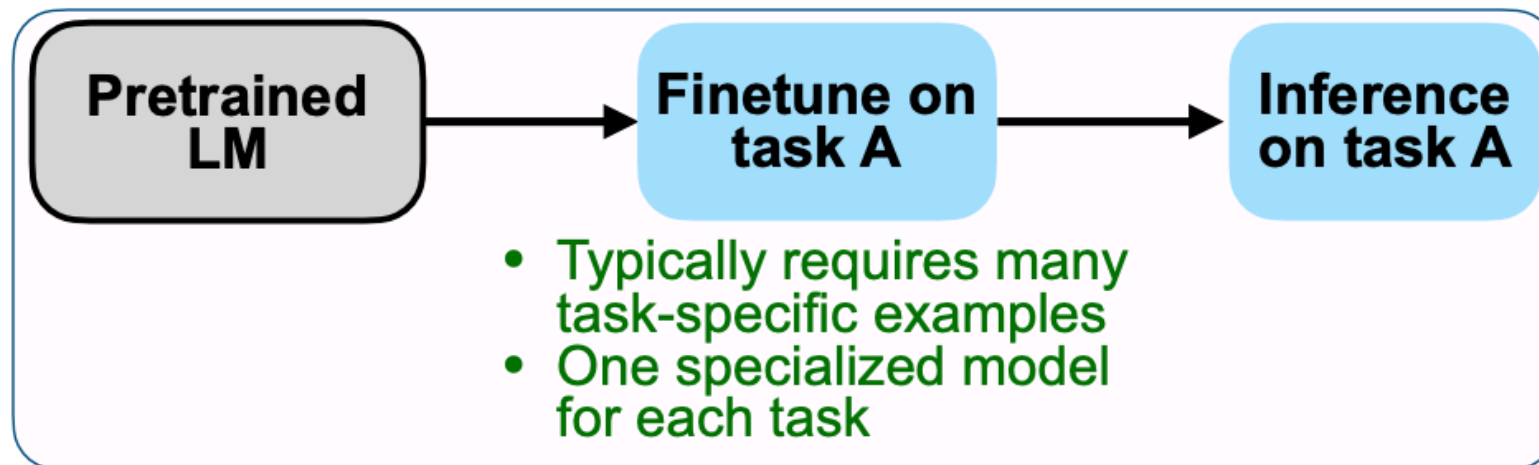 Pretrained
LM
Finetune on
task A
Inference
on task A
• Typically requires many
task-specific examples
• One specialized model
for each task